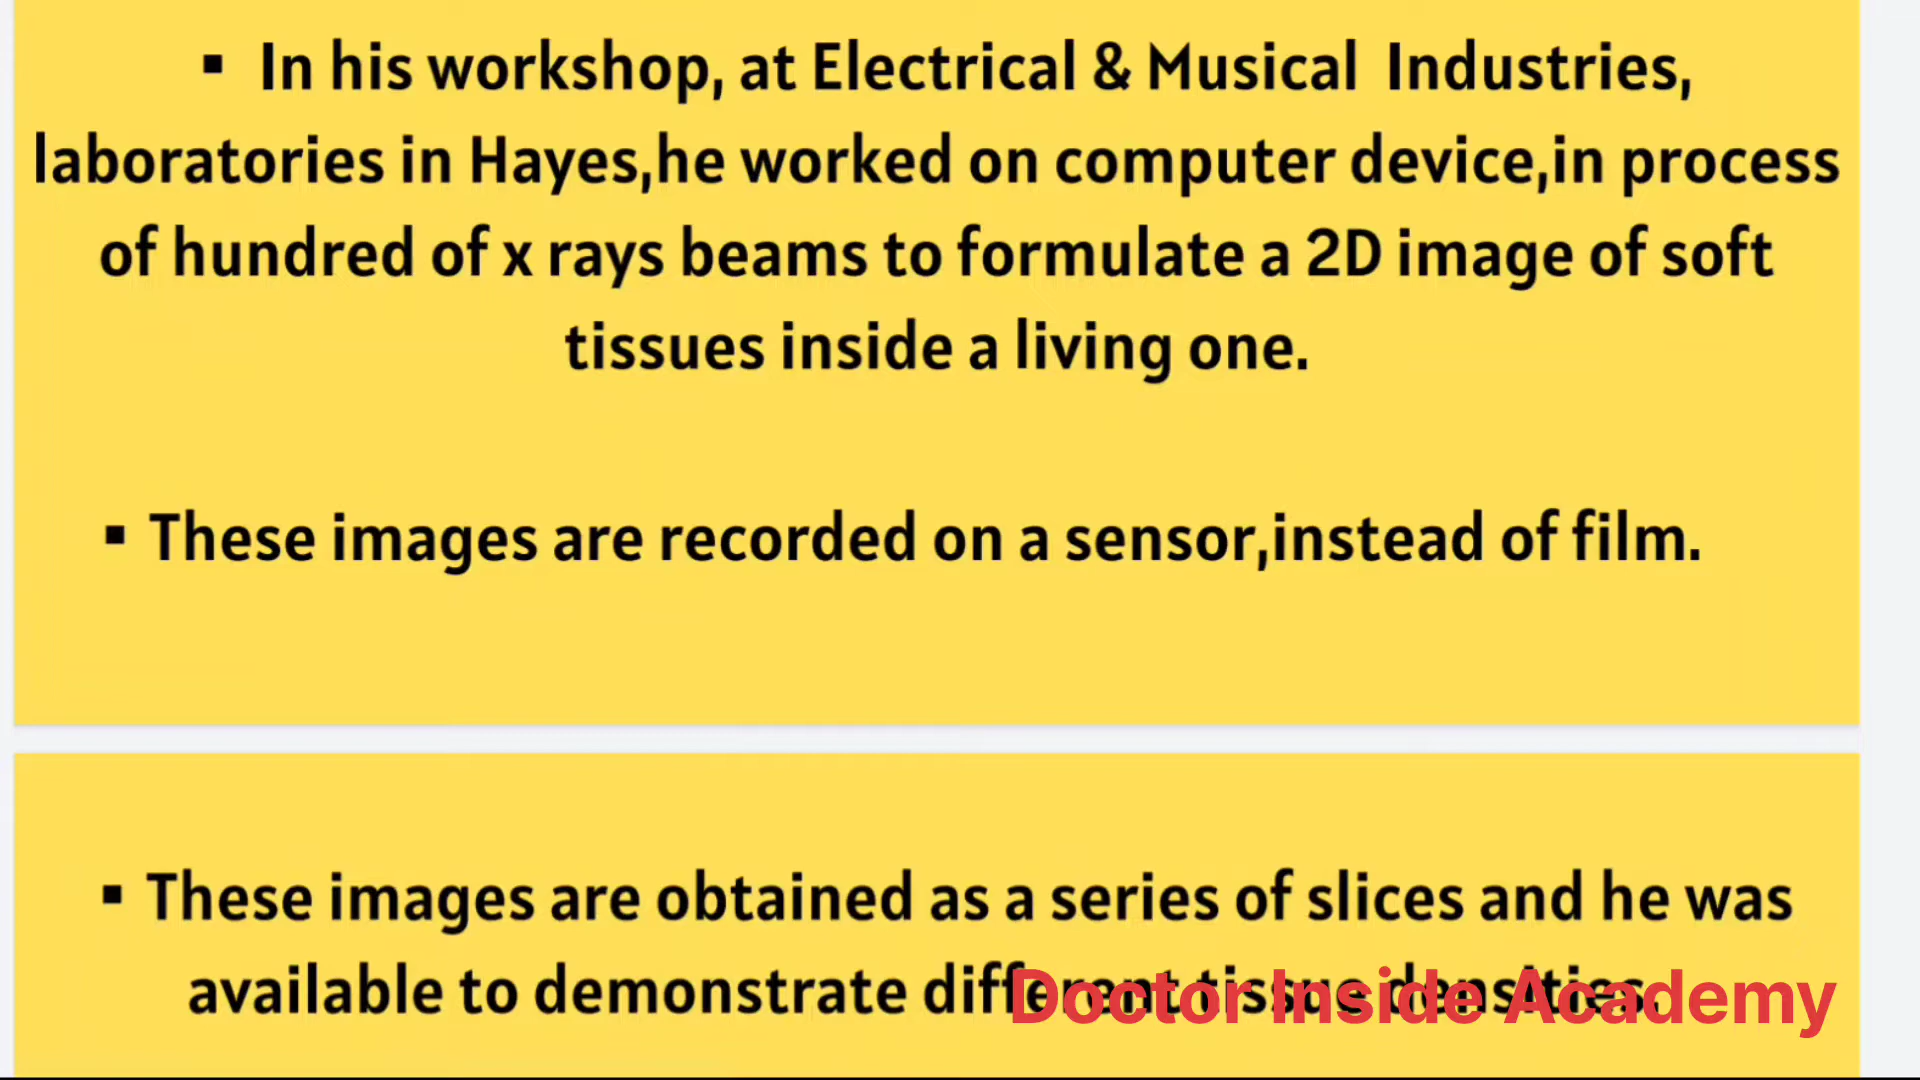 ▪ In his workshop, at Electrical & Musical Industries,
laboratories in Hayes,he worked on computer device,in process
of hundred of x rays beams to formulate a 2D image of soft
tissues inside a living one.
▪ These images are recorded on a sensor,instead of film.
▪ These images are obtained as a series of slices and he was
available to demonstrate different tissue densities.
Doctor Inside Academy